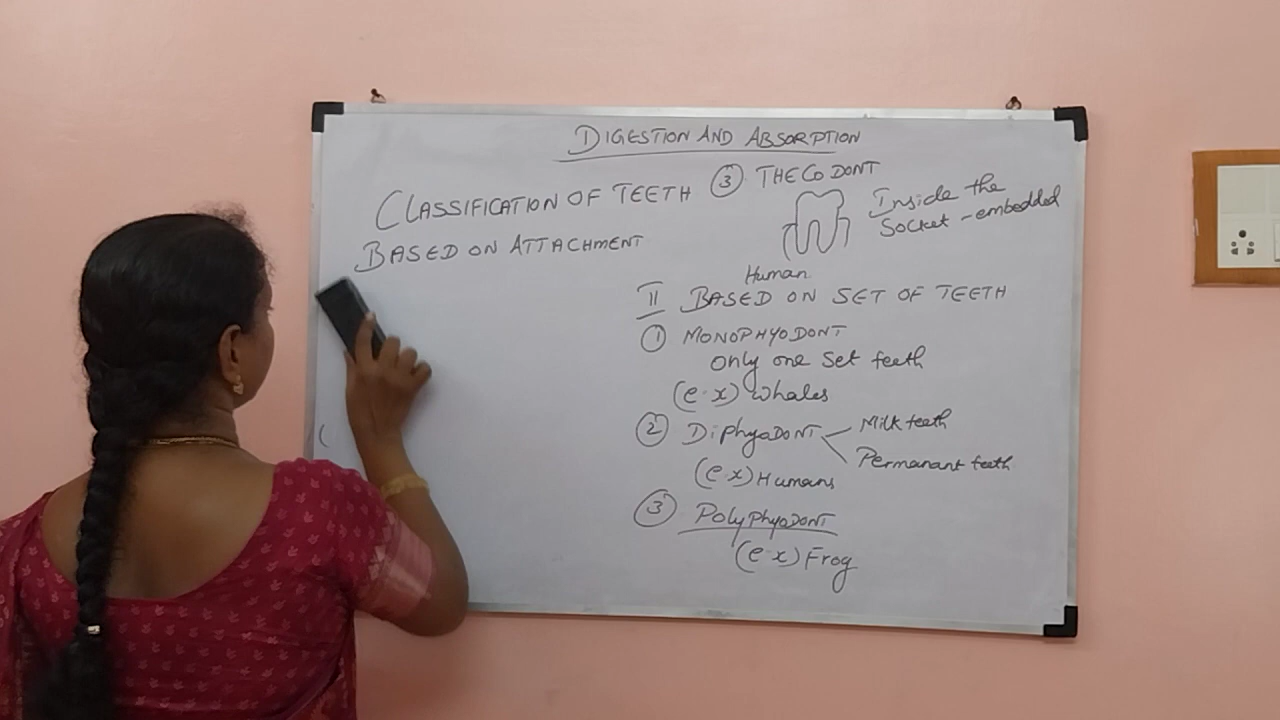 DIGESTION AND ABSORPTION
CLASSIFICATION OF TEETH
BASED ON ATTACHMENT
(
③ THECODONT
Inside the
Socket - embedded
Human
II BASED ON SET OF TEETH
① MONOPHYODONT
only one set teeth
(e.x) Whales
② DiphyoDONT
Milk teeth
Permanant teeth
(e.x) Humans
③ PolyphyoDONT
(e.x) Frog